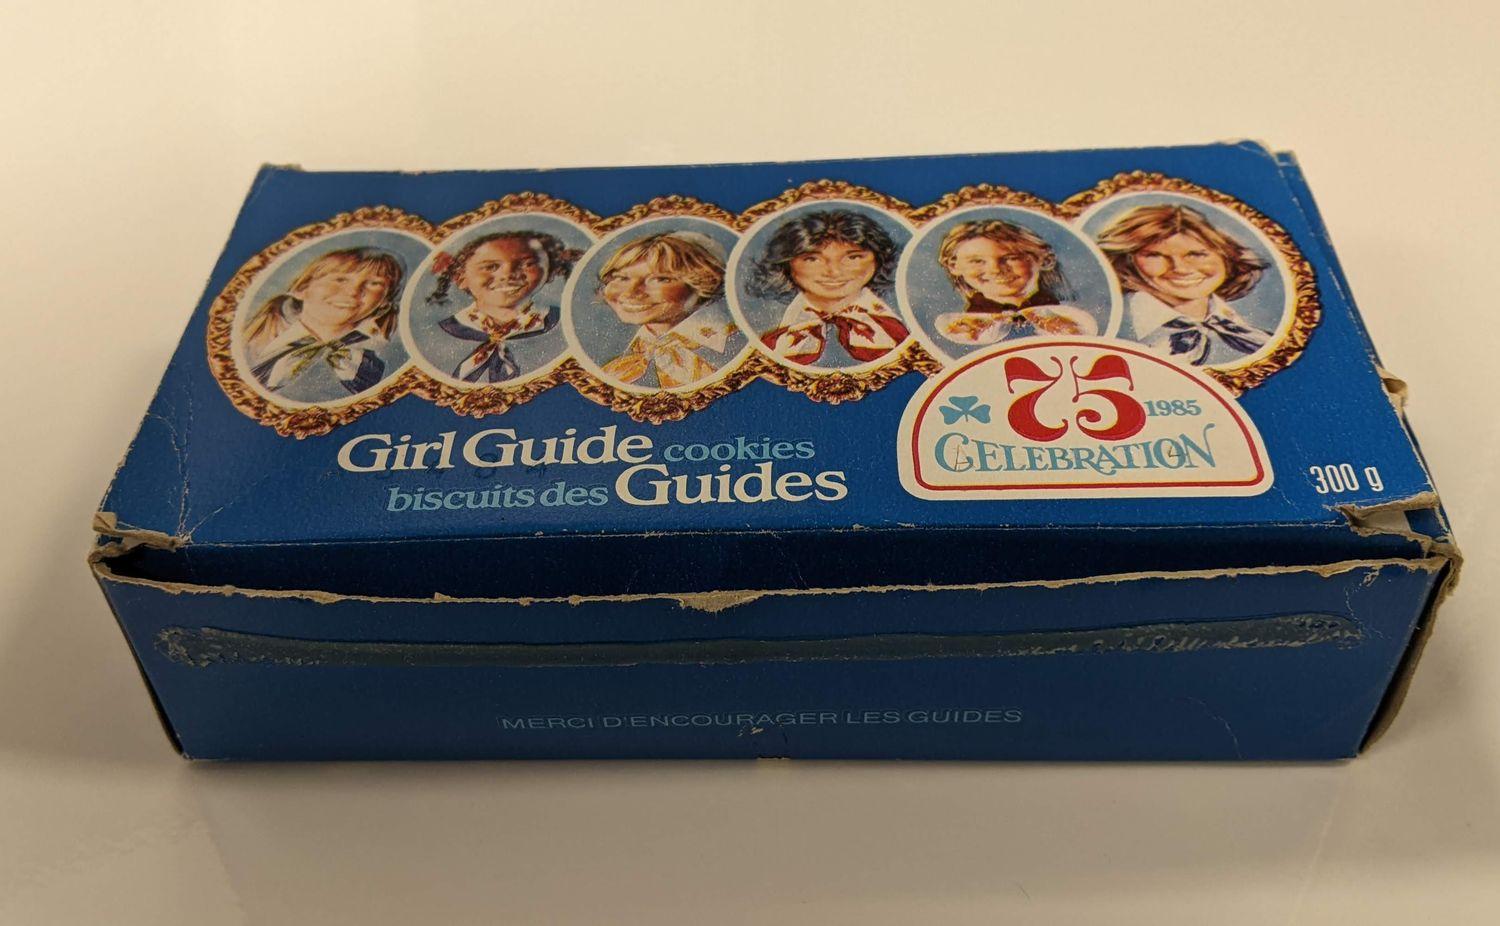 Girl Guide cookies
biscuits des Guides
75 1985
CELEBRATION
300 g
MERCI D'ENCOURAGER LES GUIDES